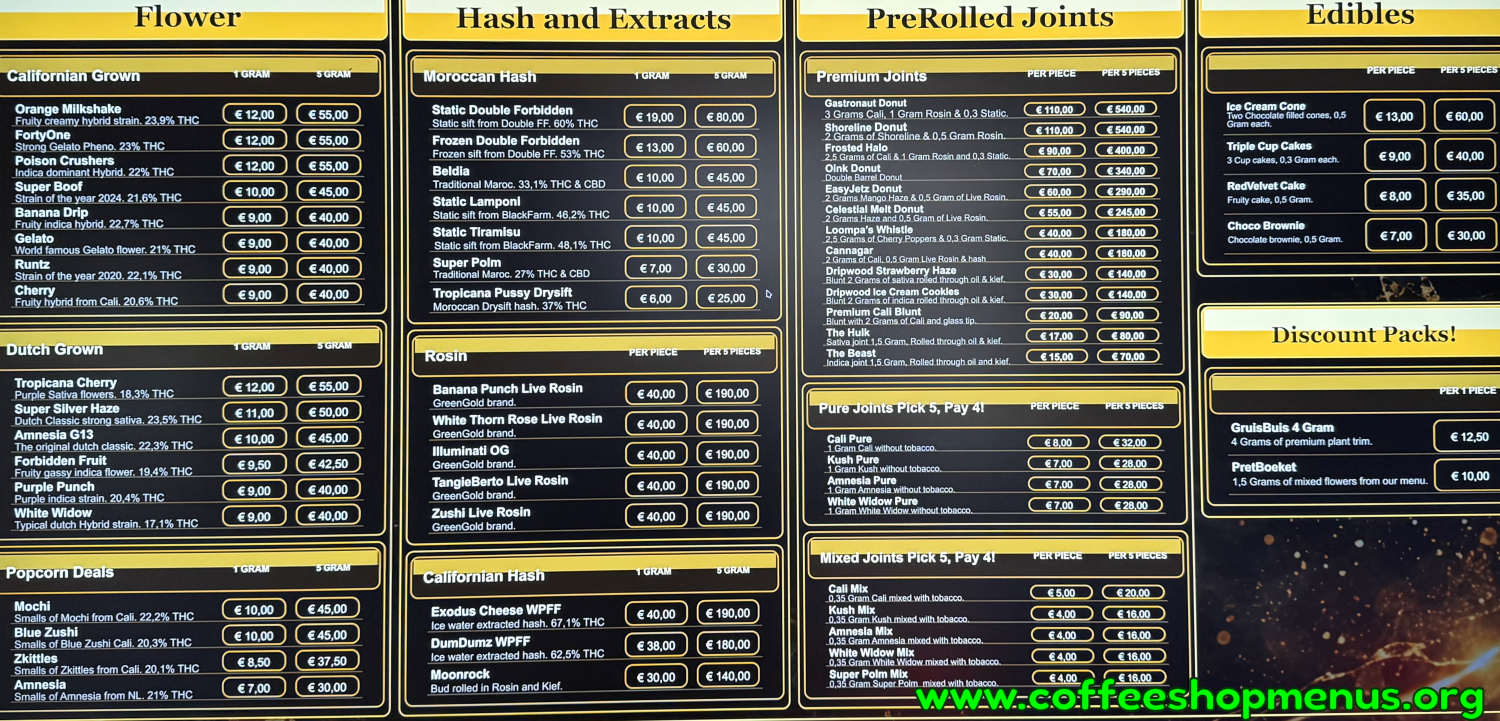 Flower
Californian Grown 1 GRAM 5 GRAM
Orange Milkshake
Fruity creamy hybrid strain. 23,9% THC € 12,00 € 55,00
FortyOne
Strong Gelato Pheno. 23% THC € 12,00 € 55,00
Poison Crushers
Indica dominant Hybrid. 22% THC € 12,00 € 55,00
Super Boof
Strain of the year 2024. 21,6% THC € 10,00 € 45,00
Banana Drip
Fruity indica hybrid. 22,7% THC € 9,00 € 40,00
Gelato
World famous Gelato flower. 21% THC € 9,00 € 40,00
Runtz
Strain of the year 2020. 22,1% THC € 9,00 € 40,00
Cherry
Fruity hybrid from Cali. 20,6% THC € 9,00 € 40,00
Dutch Grown 1 GRAM 5 GRAM
Tropicana Cherry
Purple Sativa flowers. 18,3% THC € 12,00 € 55,00
Super Silver Haze
Dutch Classic strong sativa. 23,5% THC € 11,00 € 50,00
Amnesia G13
The original dutch classic. 22,3% THC € 10,00 € 45,00
Forbidden Fruit
Fruity gassy indica flower. 19,4% THC € 9,50 € 42,50
Purple Punch
Purple indica strain. 20,4% THC € 9,00 € 40,00
White Widow
Typical dutch Hybrid strain. 17,1% THC € 9,00 € 40,00
Popcorn Deals 1 GRAM 5 GRAM
Mochi
Smalls of Mochi from Cali. 22,2% THC € 10,00 € 45,00
Blue Zushi
Smalls of Blue Zushi Cali. 20,3% THC € 10,00 € 45,00
Zkittles
Smalls of Zkittles from Cali. 20,1% THC € 8,50 € 37,50
Amnesia
Smalls of Amnesia from NL. 21% THC € 7,00 € 30,00
Hash and Extracts
Moroccan Hash 1 GRAM 5 GRAM
Static Double Forbidden
Static sift from Double FF. 60% THC € 19,00 € 80,00
Frozen Double Forbidden
Frozen sift from Double FF. 53% THC € 13,00 € 60,00
Beldia
Traditional Maroc. 33,1% THC & CBD € 10,00 € 45,00
Static Lamponi
Static sift from BlackFarm. 46,2% THC € 10,00 € 45,00
Static Tiramisu
Static sift from BlackFarm. 48,1% THC € 10,00 € 45,00
Super Polm
Traditional Maroc. 27% THC & CBD € 7,00 € 30,00
Tropicana Pussy Drysift
Moroccan Drysift hash. 37% THC € 6,00 € 25,00
Rosin PER PIECE PER 5 PIECES
Banana Punch Live Rosin
GreenGold brand. € 40,00 € 190,00
White Thorn Rose Live Rosin
GreenGold brand. € 40,00 € 190,00
Illuminati OG
GreenGold brand. € 40,00 € 190,00
TangieBerto Live Rosin
GreenGold brand. € 40,00 € 190,00
Zushi Live Rosin
GreenGold brand. € 40,00 € 190,00
Californian Hash 1 GRAM 5 GRAM
Exodus Cheese WPFF
Ice water extracted hash. 67,1% THC € 40,00 € 190,00
DumDumz WPFF
Ice water extracted hash. 62,5% THC € 38,00 € 180,00
Moonrock
Bud rolled in Rosin and Kief. € 30,00 € 140,00
PreRolled Joints
Premium Joints PER PIECE PER 5 PIECES
Gastronaut Donut
3 Grams Cali, 1 Gram Rosin & 0,3 Static. € 110,00 € 540,00
Shoreline Donut
2 Grams of Shoreline & 0,5 Gram Rosin. € 110,00 € 540,00
Frosted Halo
2,5 Grams of Cali & 1 Gram Rosin and 0,3 Static. € 90,00 € 400,00
Oink Donut
Double Barrel Donut € 70,00 € 340,00
EasyJetz Donut
2 Grams Mango Haze & 0,5 Gram of Live Rosin. € 60,00 € 290,00
Celestial Melt Donut
2 Grams Haze and 0,5 Gram of Live Rosin. € 55,00 € 245,00
Loompa's Whistle
2,5 Grams of Cherry Poppers & 0,3 Gram Static. € 40,00 € 180,00
Cannagar
2 Grams of Cali, 0,5 Gram Live Rosin & hash € 40,00 € 180,00
Dripwood Strawberry Haze
Blunt 2 Grams of sativa rolled through oil & kief. € 30,00 € 140,00
Dripwood Ice Cream Cookies
Blunt 2 Grams of indica rolled through oil & kief. € 30,00 € 140,00
Premium Cali Blunt
Blunt with 2 Grams of Cali and glass tip. € 20,00 € 90,00
The Hulk
Sativa joint 1,5 Gram, Rolled through oil & kief. € 17,00 € 80,00
The Beast
Indica joint 1,5 Gram, Rolled through oil and kief. € 15,00 € 70,00
Pure Joints Pick 5, Pay 4! PER PIECE PER 5 PIECES
Cali Pure
1 Gram Cali without tobacco. € 8,00 € 32,00
Kush Pure
1 Gram Kush without tobacco. € 7,00 € 28,00
Amnesia Pure
1 Gram Amnesia without tobacco. € 7,00 € 28,00
White Widow Pure
1 Gram White Widow without tobacco. € 7,00 € 28,00
Mixed Joints Pick 5, Pay 4! PER PIECE PER 5 PIECES
Cali Mix
0,35 Gram Cali mixed with tobacco. € 5,00 € 20,00
Kush Mix
0,35 Gram Kush mixed with tobacco. € 4,00 € 16,00
Amnesia Mix
0,35 Gram Amnesia mixed with tobacco. € 4,00 € 16,00
White Widow Mix
0,35 Gram White Widow mixed with tobacco. € 4,00 € 16,00
Super Polm Mix
0,35 Gram Super Polm mixed with tobacco. € 4,00 € 16,00
Edibles
PER PIECE PER 5 PIECES
Ice Cream Cone
Two Chocolate filled cones, 0,5
Gram each. € 13,00 € 60,00
Triple Cup Cakes
3 Cup cakes, 0,3 Gram each. € 9,00 € 40,00
RedVelvet Cake
Fruity cake, 0,5 Gram. € 8,00 € 35,00
Choco Brownie
Chocolate brownie, 0,5 Gram. € 7,00 € 30,00
Discount Packs!
PER 1 PIECE
GruisBuis 4 Gram
4 Grams of premium plant trim. € 12,50
PretBoeket
1,5 Grams of mixed flowers from our menu. € 10,00
www.coffeeshopmenus.org